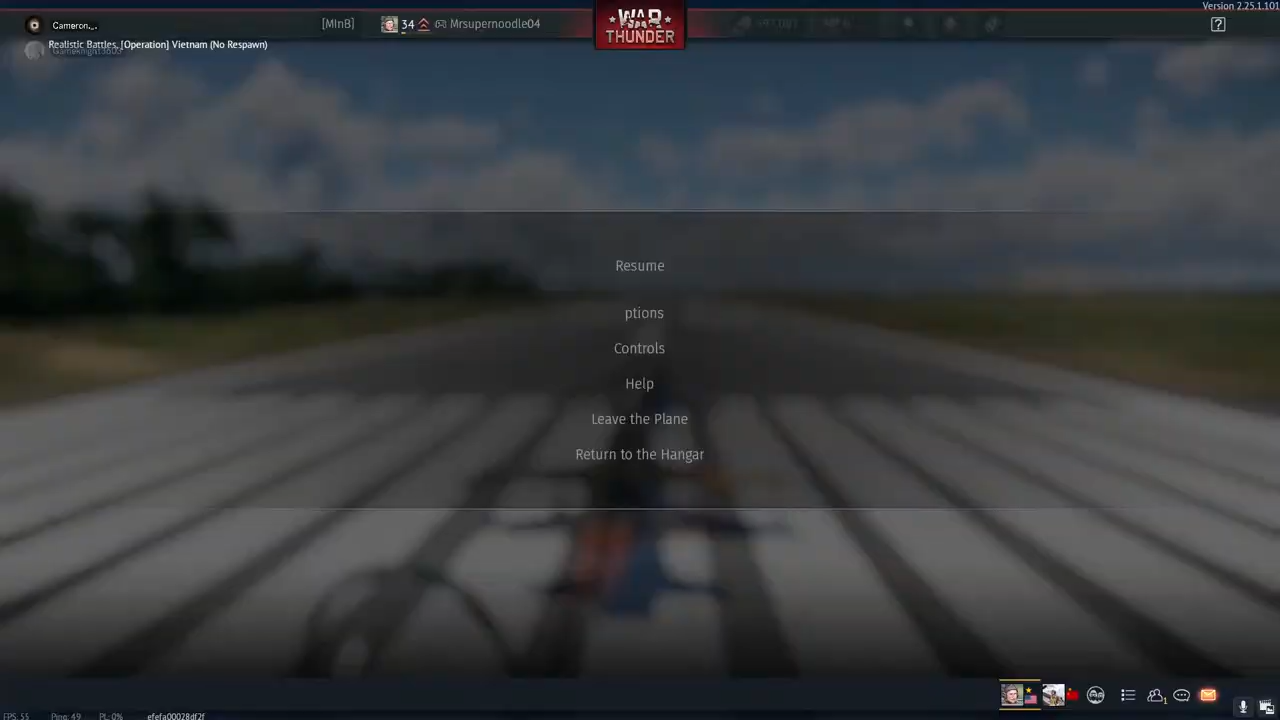 Version 2.25.1.101
Cameron._.
[MInB] 34 Mrsupernoodle04
WAR
THUNDER
?
Realistic Battles, [Operation] Vietnam (No Respawn)
Resume
ptions
Controls
Help
Leave the Plane
Return to the Hangar
1
FPS: 55 Ping: 49 PL: 0% efefa00028df2f